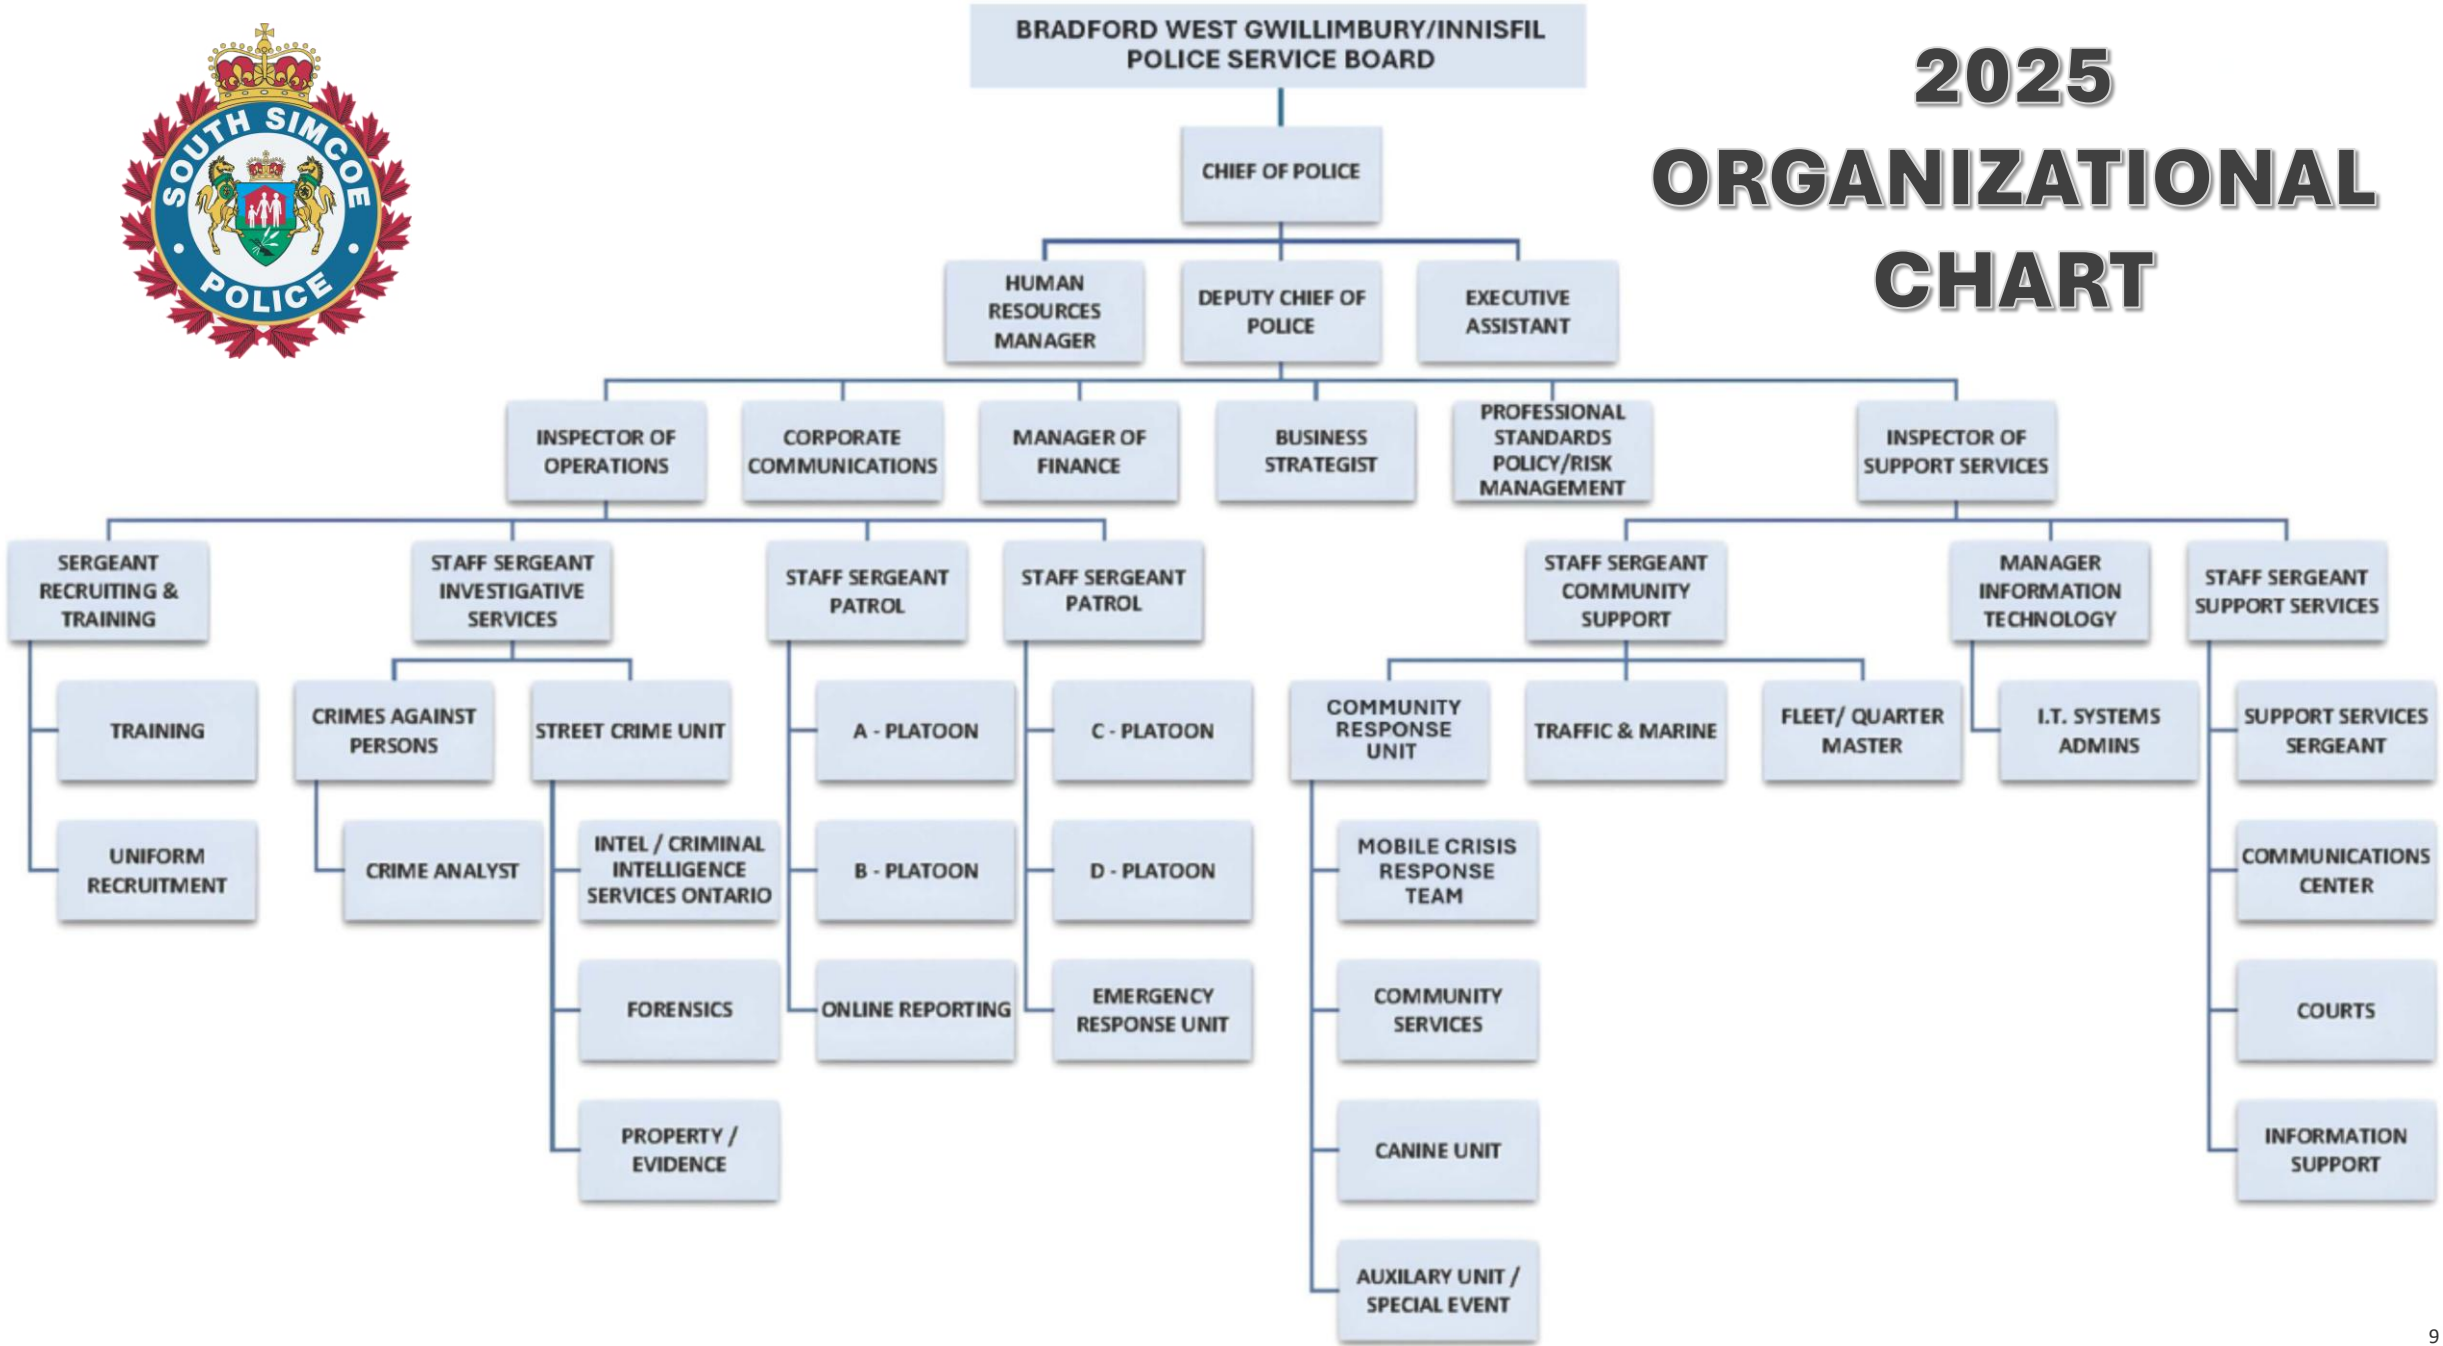 SOUTH SIMCOE
POLICE
BRADFORD WEST GWILLIMBURY/INNISFIL
POLICE SERVICE BOARD
2025
ORGANIZATIONAL
CHART
CHIEF OF POLICE
HUMAN
RESOURCES
MANAGER
DEPUTY CHIEF OF
POLICE
EXECUTIVE
ASSISTANT
INSPECTOR OF
OPERATIONS
CORPORATE
COMMUNICATIONS
MANAGER OF
FINANCE
BUSINESS
STRATEGIST
PROFESSIONAL
STANDARDS
POLICY/RISK
MANAGEMENT
INSPECTOR OF
SUPPORT SERVICES
SERGEANT
RECRUITING &
TRAINING
STAFF SERGEANT
INVESTIGATIVE
SERVICES
STAFF SERGEANT
PATROL
STAFF SERGEANT
PATROL
STAFF SERGEANT
COMMUNITY
SUPPORT
MANAGER
INFORMATION
TECHNOLOGY
STAFF SERGEANT
SUPPORT SERVICES
TRAINING
CRIMES AGAINST
PERSONS
STREET CRIME UNIT
A - PLATOON
C - PLATOON
COMMUNITY
RESPONSE
UNIT
TRAFFIC & MARINE
FLEET/ QUARTER
MASTER
I.T. SYSTEMS
ADMINS
SUPPORT SERVICES
SERGEANT
UNIFORM
RECRUITMENT
CRIME ANALYST
INTEL / CRIMINAL
INTELLIGENCE
SERVICES ONTARIO
B - PLATOON
D - PLATOON
MOBILE CRISIS
RESPONSE
TEAM
COMMUNICATIONS
CENTER
FORENSICS
ONLINE REPORTING
EMERGENCY
RESPONSE UNIT
COMMUNITY
SERVICES
COURTS
PROPERTY /
EVIDENCE
CANINE UNIT
INFORMATION
SUPPORT
AUXILARY UNIT /
SPECIAL EVENT
9